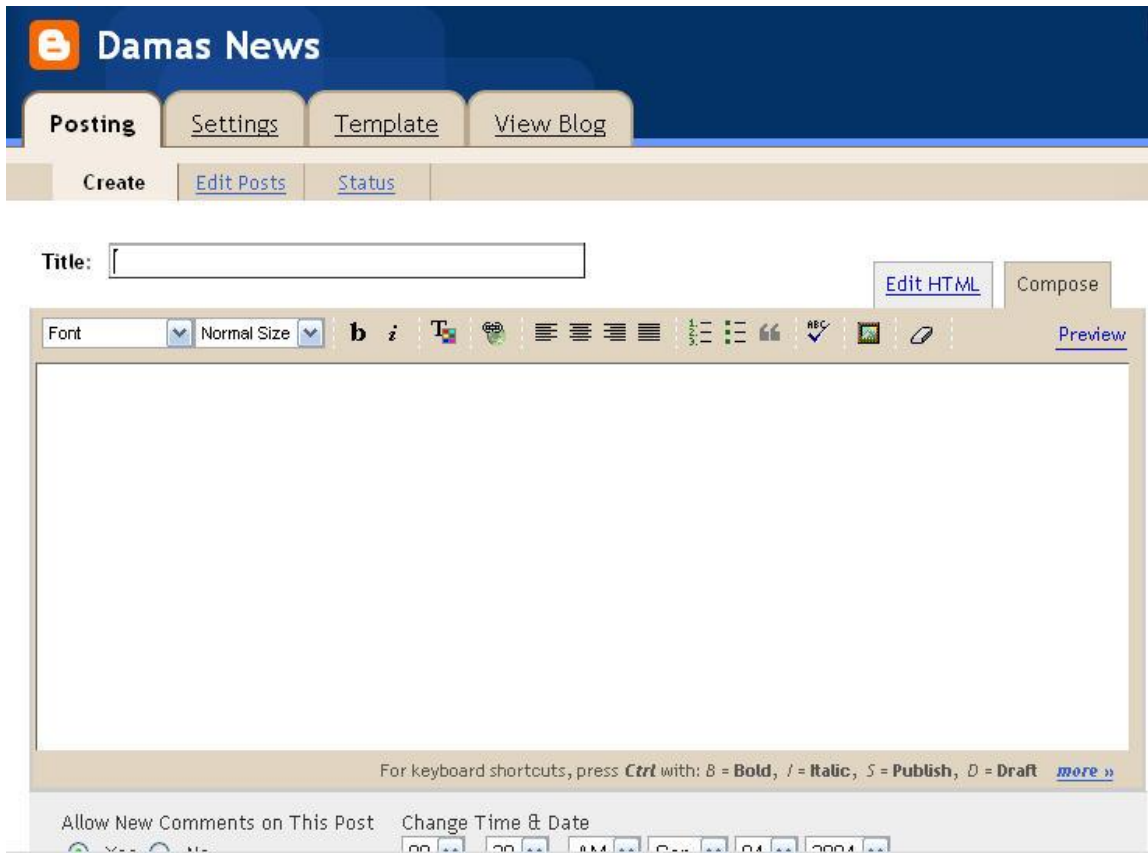 Damas News
Posting Settings Template View Blog
Create Edit Posts Status
Title:
Edit HTML Compose
Font Normal Size b i T ABC Preview
For keyboard shortcuts, press Ctrl with: B = Bold, I = Italic, S = Publish, D = Draft more »
Allow New Comments on This Post Change Time & Date